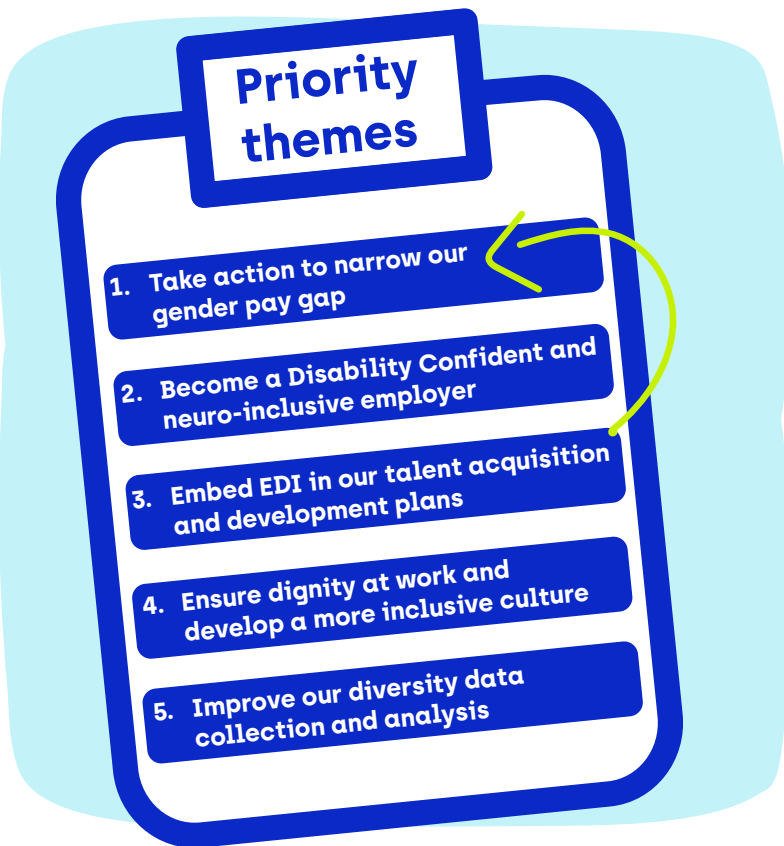 Priority
themes
1. Take action to narrow our
gender pay gap
2. Become a Disability Confident and
neuro-inclusive employer
3. Embed EDI in our talent acquisition
and development plans
4. Ensure dignity at work and
develop a more inclusive culture
5. Improve our diversity data
collection and analysis